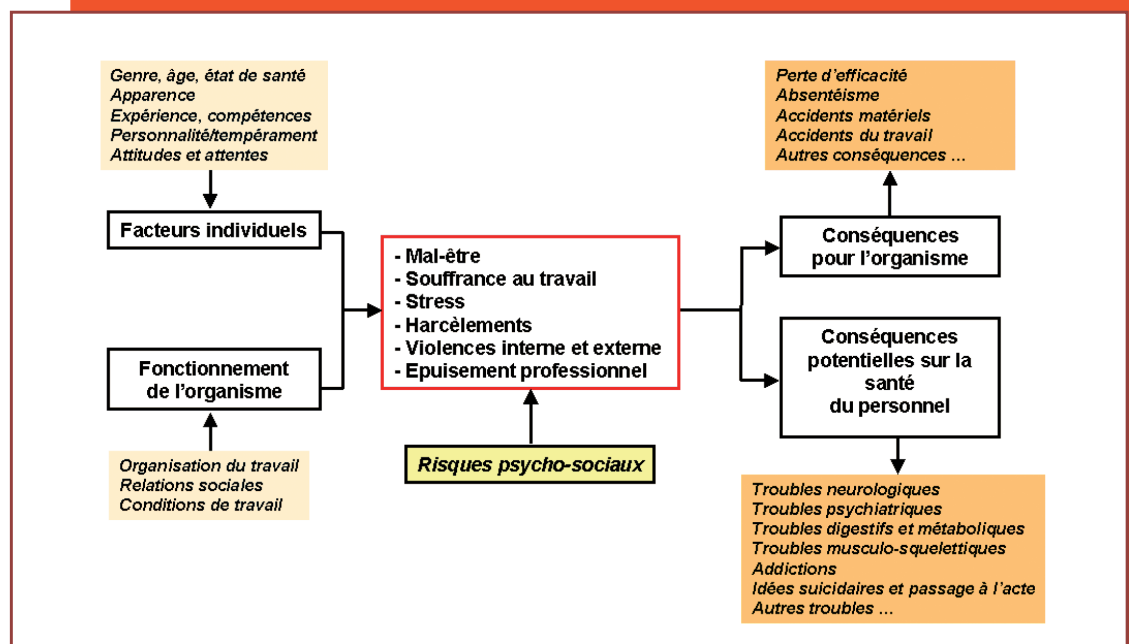 Genre, âge, état de santé
Apparence
Expérience, compétences
Personnalité/tempérament
Attitudes et attentes
Facteurs individuels
Fonctionnement
de l'organisme
Organisation du travail
Relations sociales
Conditions de travail
- Mal-être
- Souffrance au travail
- Stress
- Harcèlements
- Violences interne et externe
- Epuisement professionnel
Risques psycho-sociaux
Perte d'efficacité
Absentéisme
Accidents matériels
Accidents du travail
Autres conséquences ...
Conséquences
pour l'organisme
Conséquences
potentielles sur la
santé
du personnel
Troubles neurologiques
Troubles psychiatriques
Troubles digestifs et métaboliques
Troubles musculo-squelettiques
Addictions
Idées suicidaires et passage à l'acte
Autres troubles ...